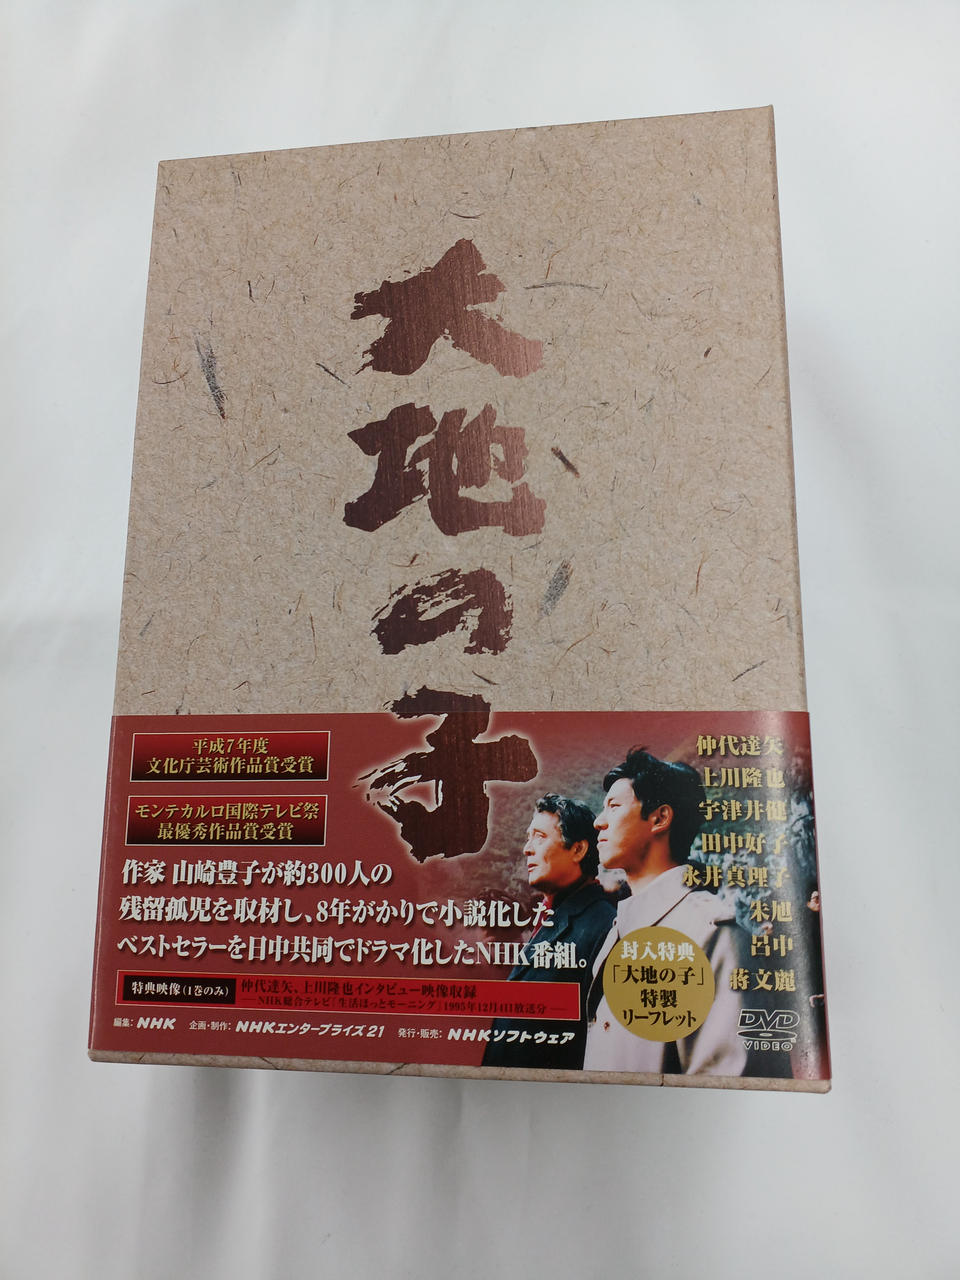 大地の子
平成7年度
文化庁芸術作品賞受賞
モンテカルロ国際テレビ祭
最優秀作品賞受賞
作家 山崎豊子が約300人の
残留孤児を取材し、8年がかりで小説化した
ベストセラーを日中共同でドラマ化したNHK番組。
特典映像(1巻のみ)
仲代達矢、上川隆也インタビュー映像収録
―NHK総合テレビ「生活ほっとモーニング」1995年12月4日放送分―
編集: NHK 企画・制作: NHKエンタープライズ21 発行・販売: NHKソフトウェア
仲代達矢
上川隆也
宇津井健
田中好子
永井真理子
朱旭
呂中
蒋文麗
封入特典
「大地の子」
特製
リーフレット
DVD
VIDEO